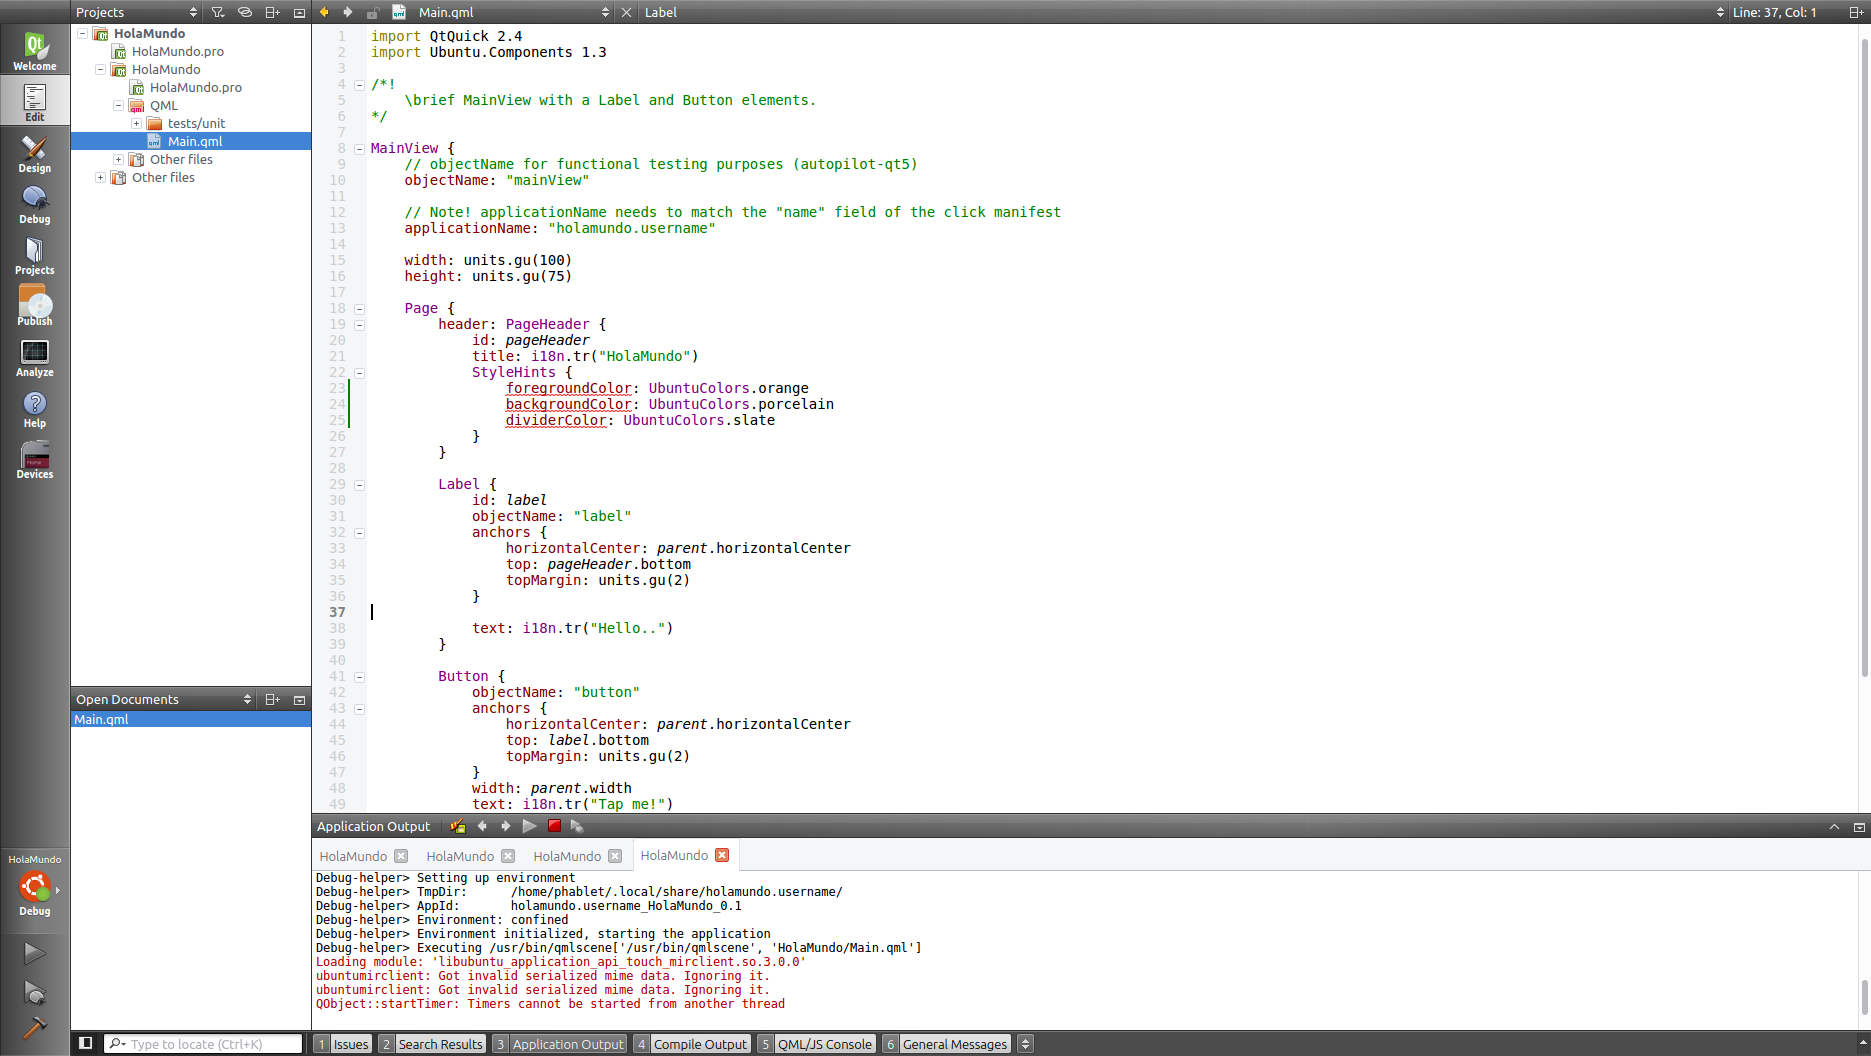 Projects
Main.qml
Label
Line: 37, Col: 1
Welcome
Edit
Design
Debug
Projects
Publish
Analyze
Help
Devices
HolaMundo
Debug
HolaMundo
HolaMundo.pro
HolaMundo
HolaMundo.pro
QML
tests/unit
Main.qml
Other files
Other files
Open Documents
Main.qml
1 import QtQuick 2.4
2 import Ubuntu.Components 1.3
3
4 /*!
5 \brief MainView with a Label and Button elements.
6 */
7
8 MainView {
9 // objectName for functional testing purposes (autopilot-qt5)
10 objectName: "mainView"
11
12 // Note! applicationName needs to match the "name" field of the click manifest
13 applicationName: "holamundo.username"
14
15 width: units.gu(100)
16 height: units.gu(75)
17
18 Page {
19 header: PageHeader {
20 id: pageHeader
21 title: i18n.tr("HolaMundo")
22 StyleHints {
23 foregroundColor: UbuntuColors.orange
24 backgroundColor: UbuntuColors.porcelain
25 dividerColor: UbuntuColors.slate
26 }
27 }
28
29 Label {
30 id: label
31 objectName: "label"
32 anchors {
33 horizontalCenter: parent.horizontalCenter
34 top: pageHeader.bottom
35 topMargin: units.gu(2)
36 }
37
38 text: i18n.tr("Hello..")
39 }
40
41 Button {
42 objectName: "button"
43 anchors {
44 horizontalCenter: parent.horizontalCenter
45 top: label.bottom
46 topMargin: units.gu(2)
47 }
48 width: parent.width
49 text: i18n.tr("Tap me!")
Application Output
HolaMundo HolaMundo HolaMundo HolaMundo
Debug-helper> Setting up environment
Debug-helper> TmpDir: /home/phablet/.local/share/holamundo.username/
Debug-helper> AppId: holamundo.username_HolaMundo_0.1
Debug-helper> Environment: confined
Debug-helper> Environment initialized, starting the application
Debug-helper> Executing /usr/bin/qmlscene['/usr/bin/qmlscene', 'HolaMundo/Main.qml']
Loading module: 'libubuntu_application_api_touch_mirclient.so.3.0.0'
ubuntumirclient: Got invalid serialized mime data. Ignoring it.
ubuntumirclient: Got invalid serialized mime data. Ignoring it.
QObject::startTimer: Timers cannot be started from another thread
Type to locate (Ctrl+K)
1 Issues 2 Search Results 3 Application Output 4 Compile Output 5 QML/JS Console 6 General Messages